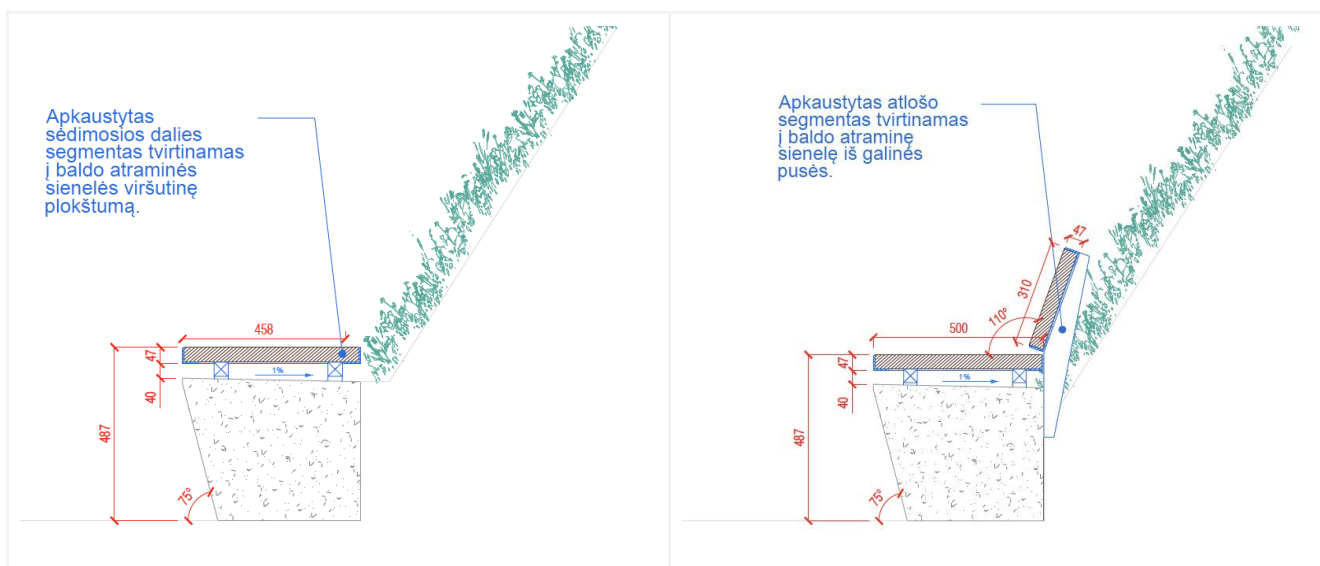 Apkaustytas
sėdimosios dalies
segmentas tvirtinamas
į baldo atraminės
sienelės viršutinę
plokštumą.
458
47
1%
40
487
75°
Apkaustytas atlošo
segmentas tvirtinamas
į baldo atraminę
sienelę iš galinės
pusės.
47
310
110°
500
47
1%
40
487
75°